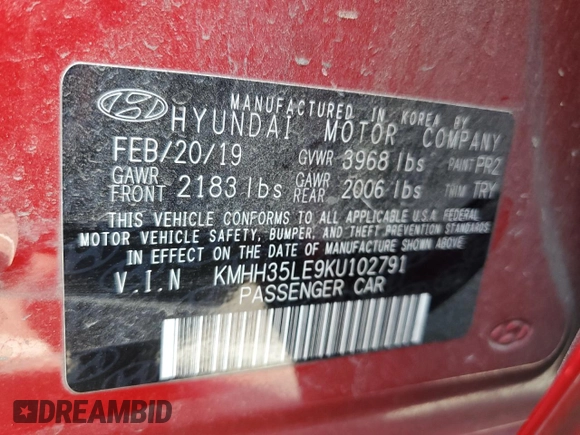 MANUFACTURED IN KOREA BY
HYUNDAI MOTOR COMPANY
FEB/20/19 GVWR 3968 lbs PAINT PR2
GAWR FRONT 2183 lbs GAWR REAR 2006 lbs TRIM TRY
THIS VEHICLE CONFORMS TO ALL APPLICABLE U.S.A. FEDERAL
MOTOR VEHICLE SAFETY, BUMPER, AND THEFT PREVENTION STANDARDS
IN EFFECT ON THE DATE OF MANUFACTURE SHOWN ABOVE.
V.I.N KMHH35LE9KU102791
PASSENGER CAR
DREAMBID